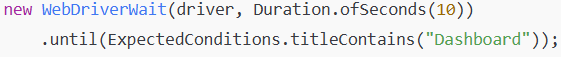 new WebDriverWait(driver, Duration.ofSeconds(10))
    .until(ExpectedConditions.titleContains("Dashboard"));